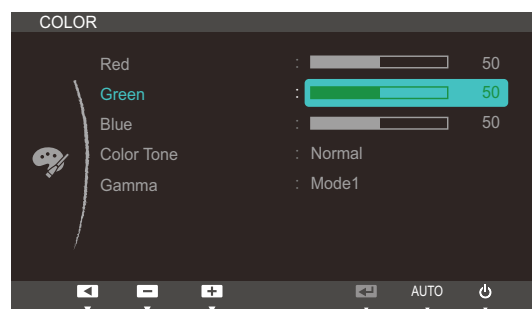 COLOR
Red : 50
Green : 50
Blue : 50
Color Tone : Normal
Gamma : Mode1
AUTO